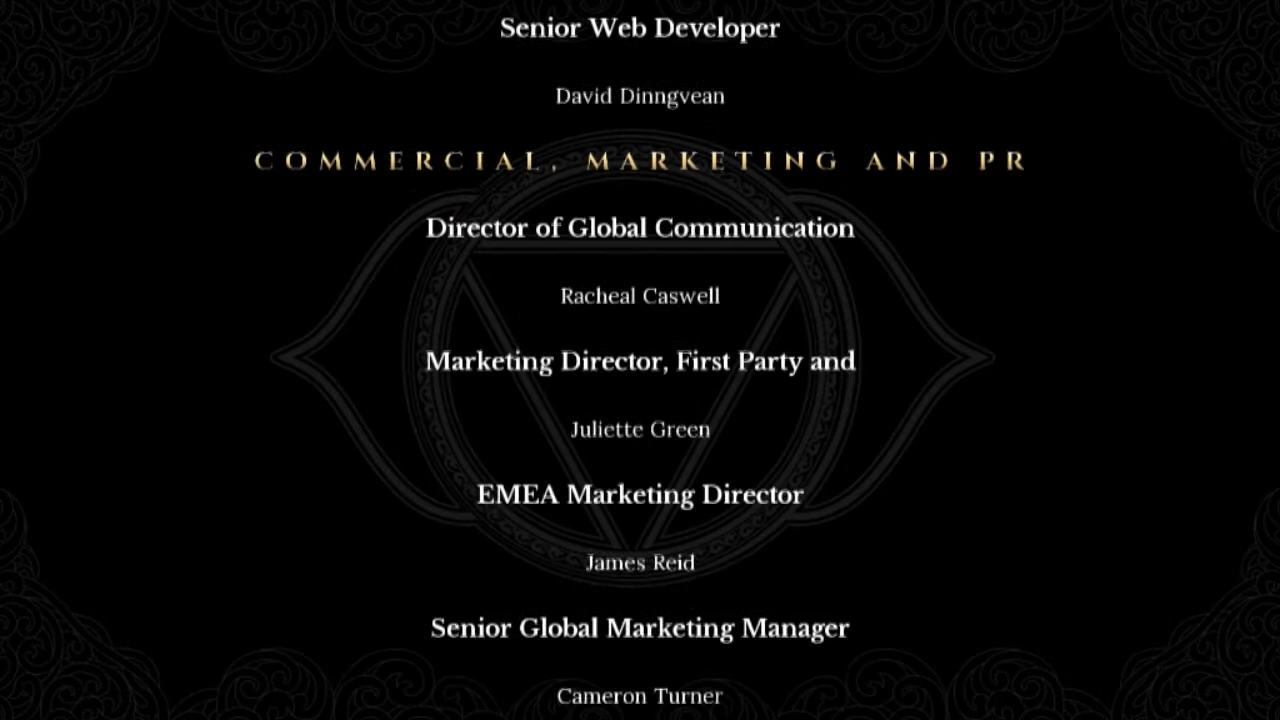 Senior Web Developer
David Dinngvean
COMMERCIAL, MARKETING AND PR
Director of Global Communication
Racheal Caswell
Marketing Director, First Party and
Juliette Green
EMEA Marketing Director
James Reid
Senior Global Marketing Manager
Cameron Turner